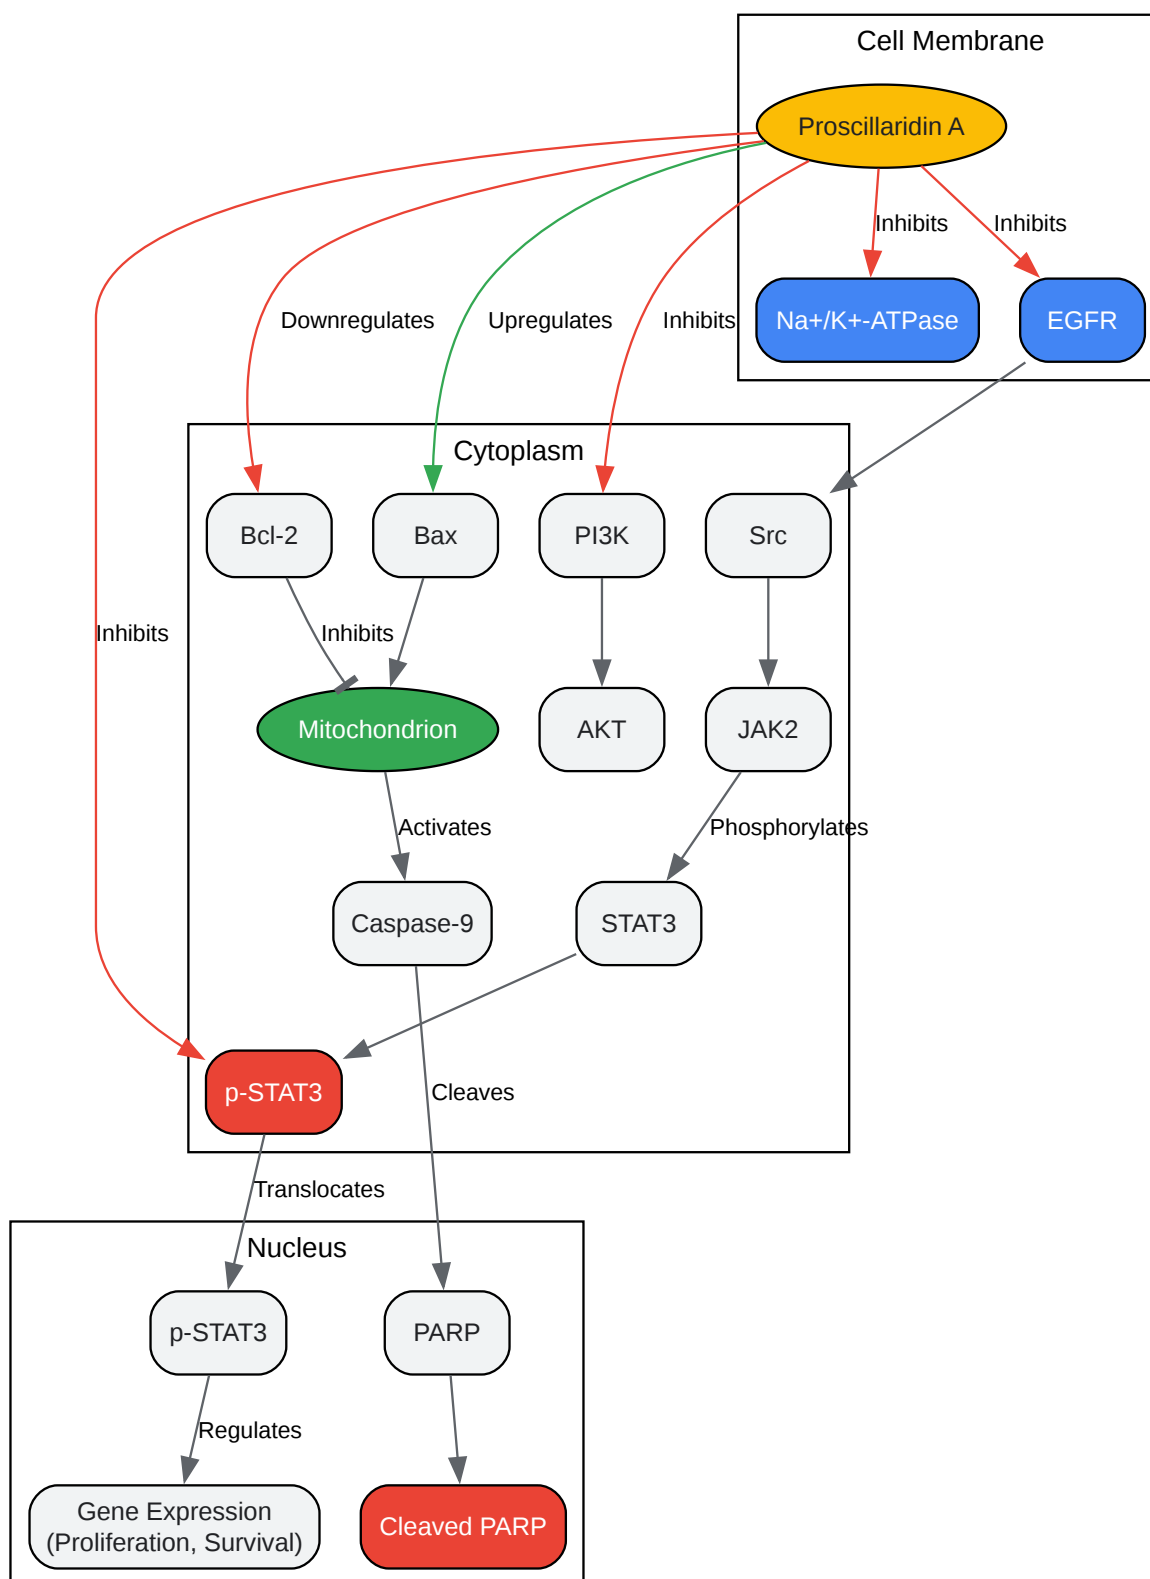 Cell Membrane
Proscillaridin A
Inhibits
Inhibits
Downregulates
Upregulates
Inhibits
Na+/K+-ATPase
EGFR
Cytoplasm
Bcl-2
Bax
PI3K
Src
Inhibits
Inhibits
Mitochondrion
AKT
JAK2
Activates
Phosphorylates
Caspase-9
STAT3
p-STAT3
Cleaves
Translocates
Nucleus
p-STAT3
PARP
Regulates
Gene Expression
(Proliferation, Survival)
Cleaved PARP